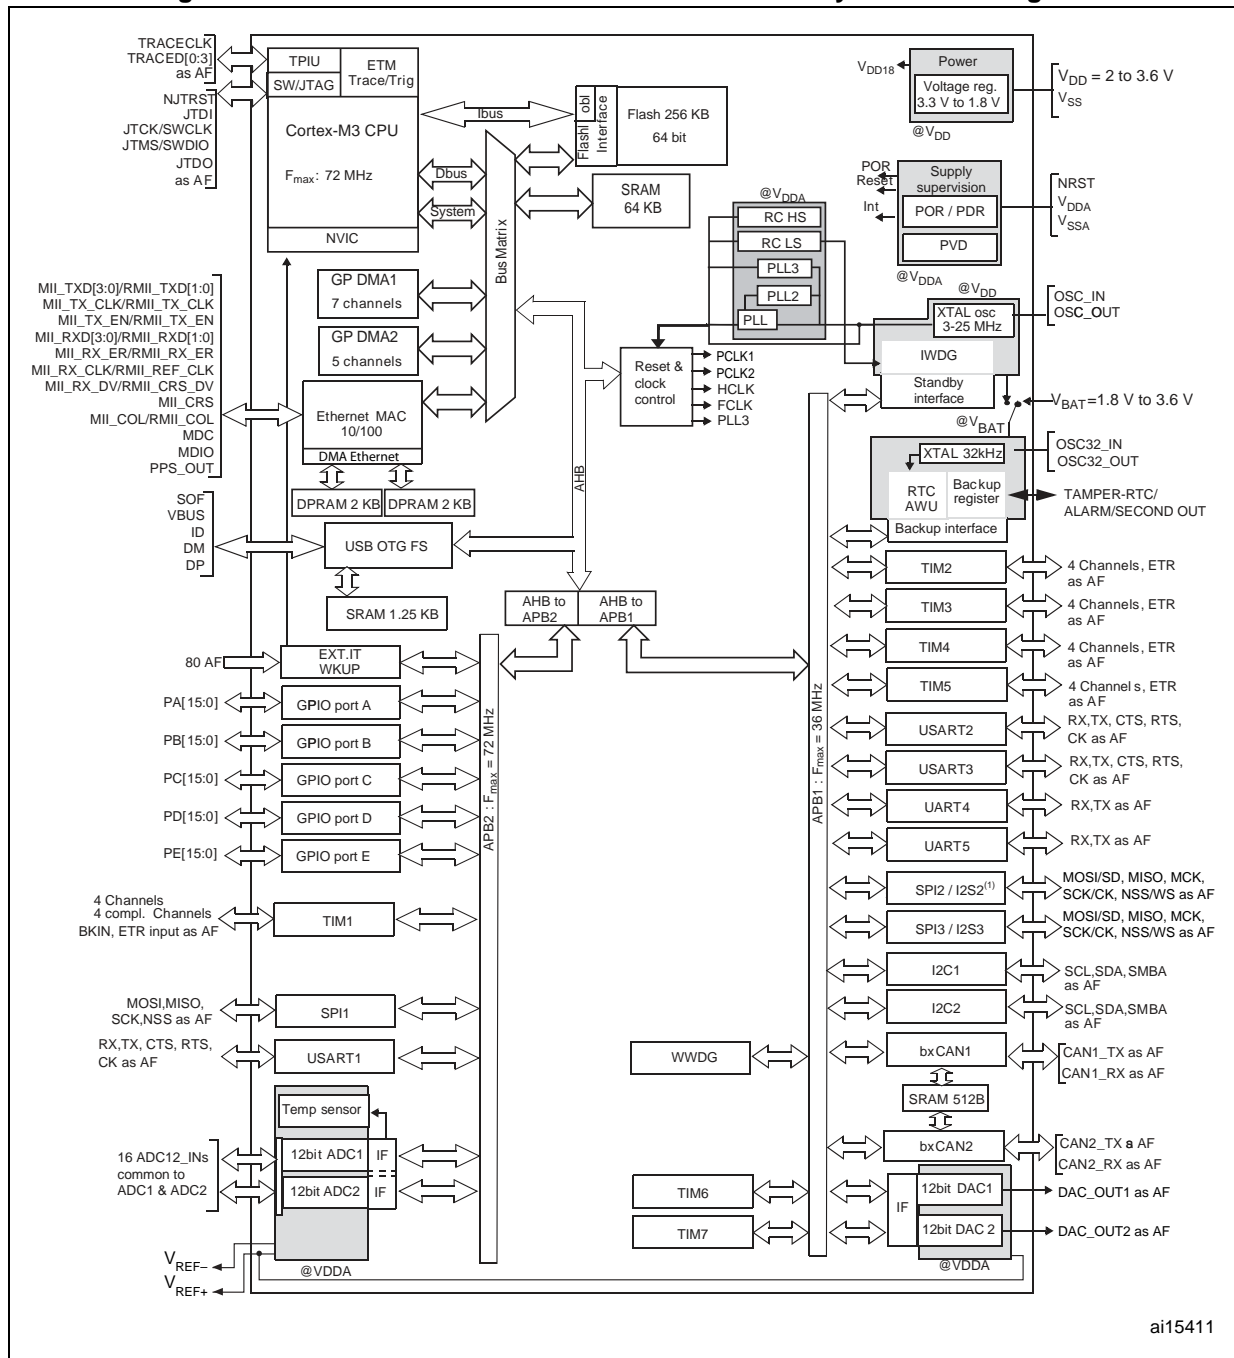 TRACECLK
TRACED[0:3]
as AF
TPIU
ETM
Trace/Trig
SW/JTAG
NJTRST
JTDI
JTCK/SWCLK
JTMS/SWDIO
JTDO
as AF
Cortex-M3 CPU
Fmax: 72 MHz
NVIC
Ibus
Dbus
System
Bus Matrix
Flash obl
Interface
Flash 256 KB
64 bit
SRAM
64 KB
VDD18
Power
Voltage reg.
3.3 V to 1.8 V
@VDD
VDD = 2 to 3.6 V
VSS
POR
Reset
Int
Supply
supervision
POR / PDR
PVD
@VDDA
NRST
VDDA
VSSA
@VDDA
RC HS
RC LS
PLL3
PLL2
PLL
@VDD
XTAL osc
3-25 MHz
IWDG
Standby
interface
OSC_IN
OSC_OUT
VBAT=1.8 V to 3.6 V
@VBAT
GP DMA1
7 channels
GP DMA2
5 channels
Reset &
clock
control
PCLK1
PCLK2
HCLK
FCLK
PLL3
MII_TXD[3:0]/RMII_TXD[1:0]
MII_TX_CLK/RMII_TX_CLK
MII_TX_EN/RMII_TX_EN
MII_RXD[3:0]/RMII_RXD[1:0]
MII_RX_ER/RMII_RX_ER
MII_RX_CLK/RMII_REF_CLK
MII_RX_DV/RMII_CRS_DV
MII_CRS
MII_COL/RMII_COL
MDC
MDIO
PPS_OUT
Ethernet MAC
10/100
DMA Ethernet
DPRAM 2 KB
DPRAM 2 KB
AHB
XTAL 32kHz
RTC
AWU
Backup
register
Backup interface
OSC32_IN
OSC32_OUT
TAMPER-RTC/
ALARM/SECOND OUT
SOF
VBUS
ID
DM
DP
USB OTG FS
SRAM 1.25 KB
AHB to
APB2
AHB to
APB1
80 AF
EXT.IT
WKUP
PA[15:0]
GPIO port A
PB[15:0]
GPIO port B
PC[15:0]
GPIO port C
PD[15:0]
GPIO port D
PE[15:0]
GPIO port E
4 Channels
4 compl. Channels
BKIN, ETR input as AF
TIM1
MOSI,MISO,
SCK,NSS as AF
SPI1
RX,TX, CTS, RTS,
CK as AF
USART1
APB2 : Fmax = 72 MHz
APB1 : Fmax = 36 MHz
TIM2
4 Channels, ETR
as AF
TIM3
4 Channels, ETR
as AF
TIM4
4 Channels, ETR
as AF
TIM5
4 Channels, ETR
as AF
USART2
RX,TX, CTS, RTS,
CK as AF
USART3
RX,TX, CTS, RTS,
CK as AF
UART4
RX,TX as AF
UART5
RX,TX as AF
SPI2 / I2S2(1)
MOSI/SD, MISO, MCK,
SCK/CK, NSS/WS as AF
SPI3 / I2S3
MOSI/SD, MISO, MCK,
SCK/CK, NSS/WS as AF
I2C1
SCL,SDA,SMBA
as AF
I2C2
SCL,SDA,SMBA
as AF
WWDG
bxCAN1
CAN1_TX as AF
CAN1_RX as AF
SRAM 512B
bxCAN2
CAN2_TX a AF
CAN2_RX as AF
Temp sensor
16 ADC12_INs
common to
ADC1 & ADC2
12bit ADC1
IF
12bit ADC2
IF
@VDDA
VREF–
VREF+
TIM6
TIM7
IF
12bit DAC1
12bit DAC 2
@VDDA
DAC_OUT1 as AF
DAC_OUT2 as AF
ai15411